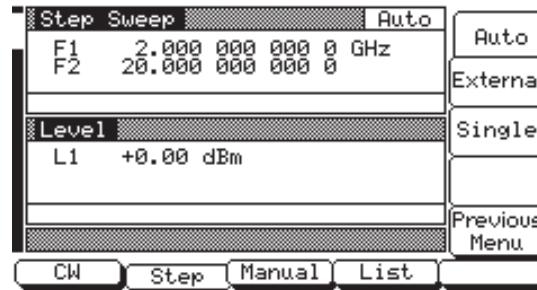 Step Sweep Auto
F1 2.000 000 000 0 GHz
F2 20.000 000 000 0
Level
L1 +0.00 dBm
Auto
Externa
Single
Previous
Menu
CW Step Manual List